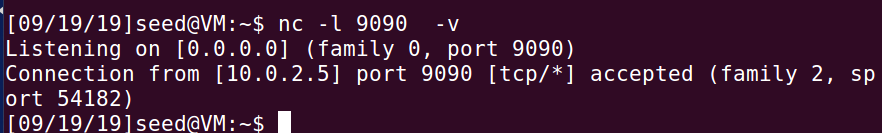 [09/19/19]seed@VM:~$ nc -l 9090  -v
Listening on [0.0.0.0] (family 0, port 9090)
Connection from [10.0.2.5] port 9090 [tcp/*] accepted (family 2, sp
ort 54182)
[09/19/19]seed@VM:~$